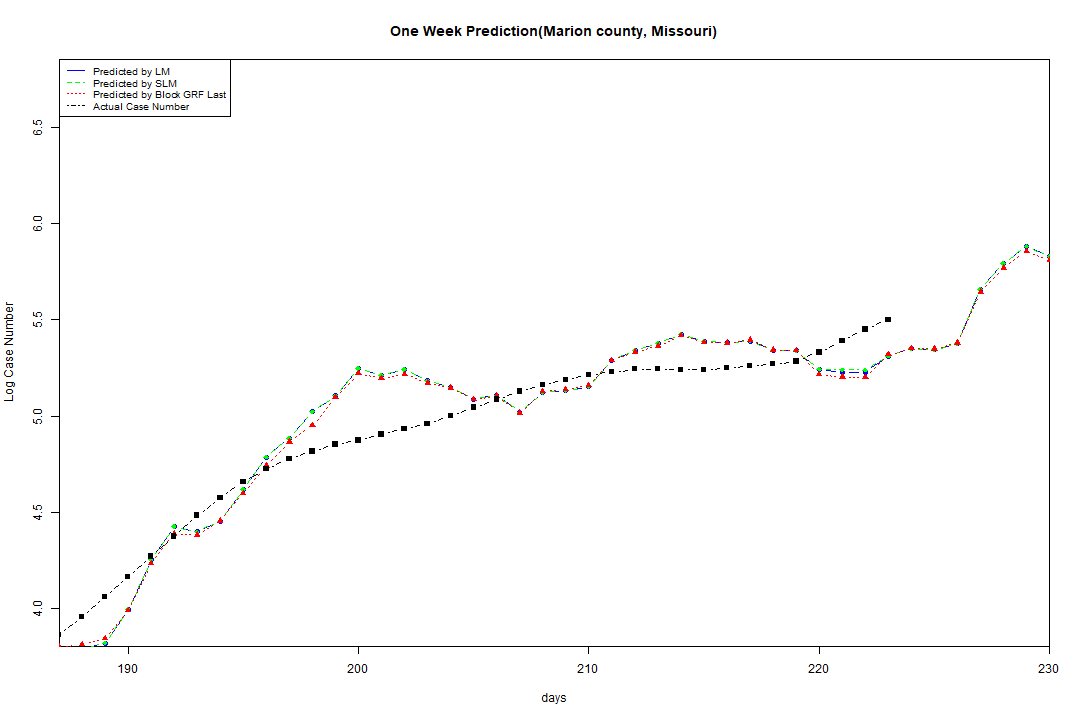 One Week Prediction(Marion county, Missouri)
Predicted by LM
Predicted by SLM
Predicted by Block GRF Last
Actual Case Number
6.5
6.0
5.5
5.0
4.5
4.0
Log Case Number
190
200
210
220
230
days